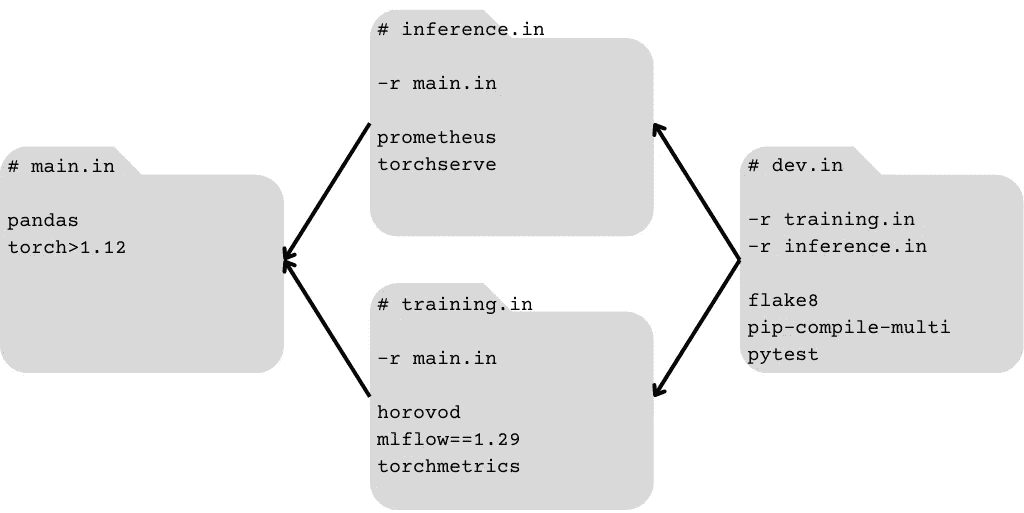 # main.in
pandas
torch>1.12
# inference.in
-r main.in
prometheus
torchserve
# training.in
-r main.in
horovod
mlflow==1.29
torchmetrics
# dev.in
-r training.in
-r inference.in
flake8
pip-compile-multi
pytest